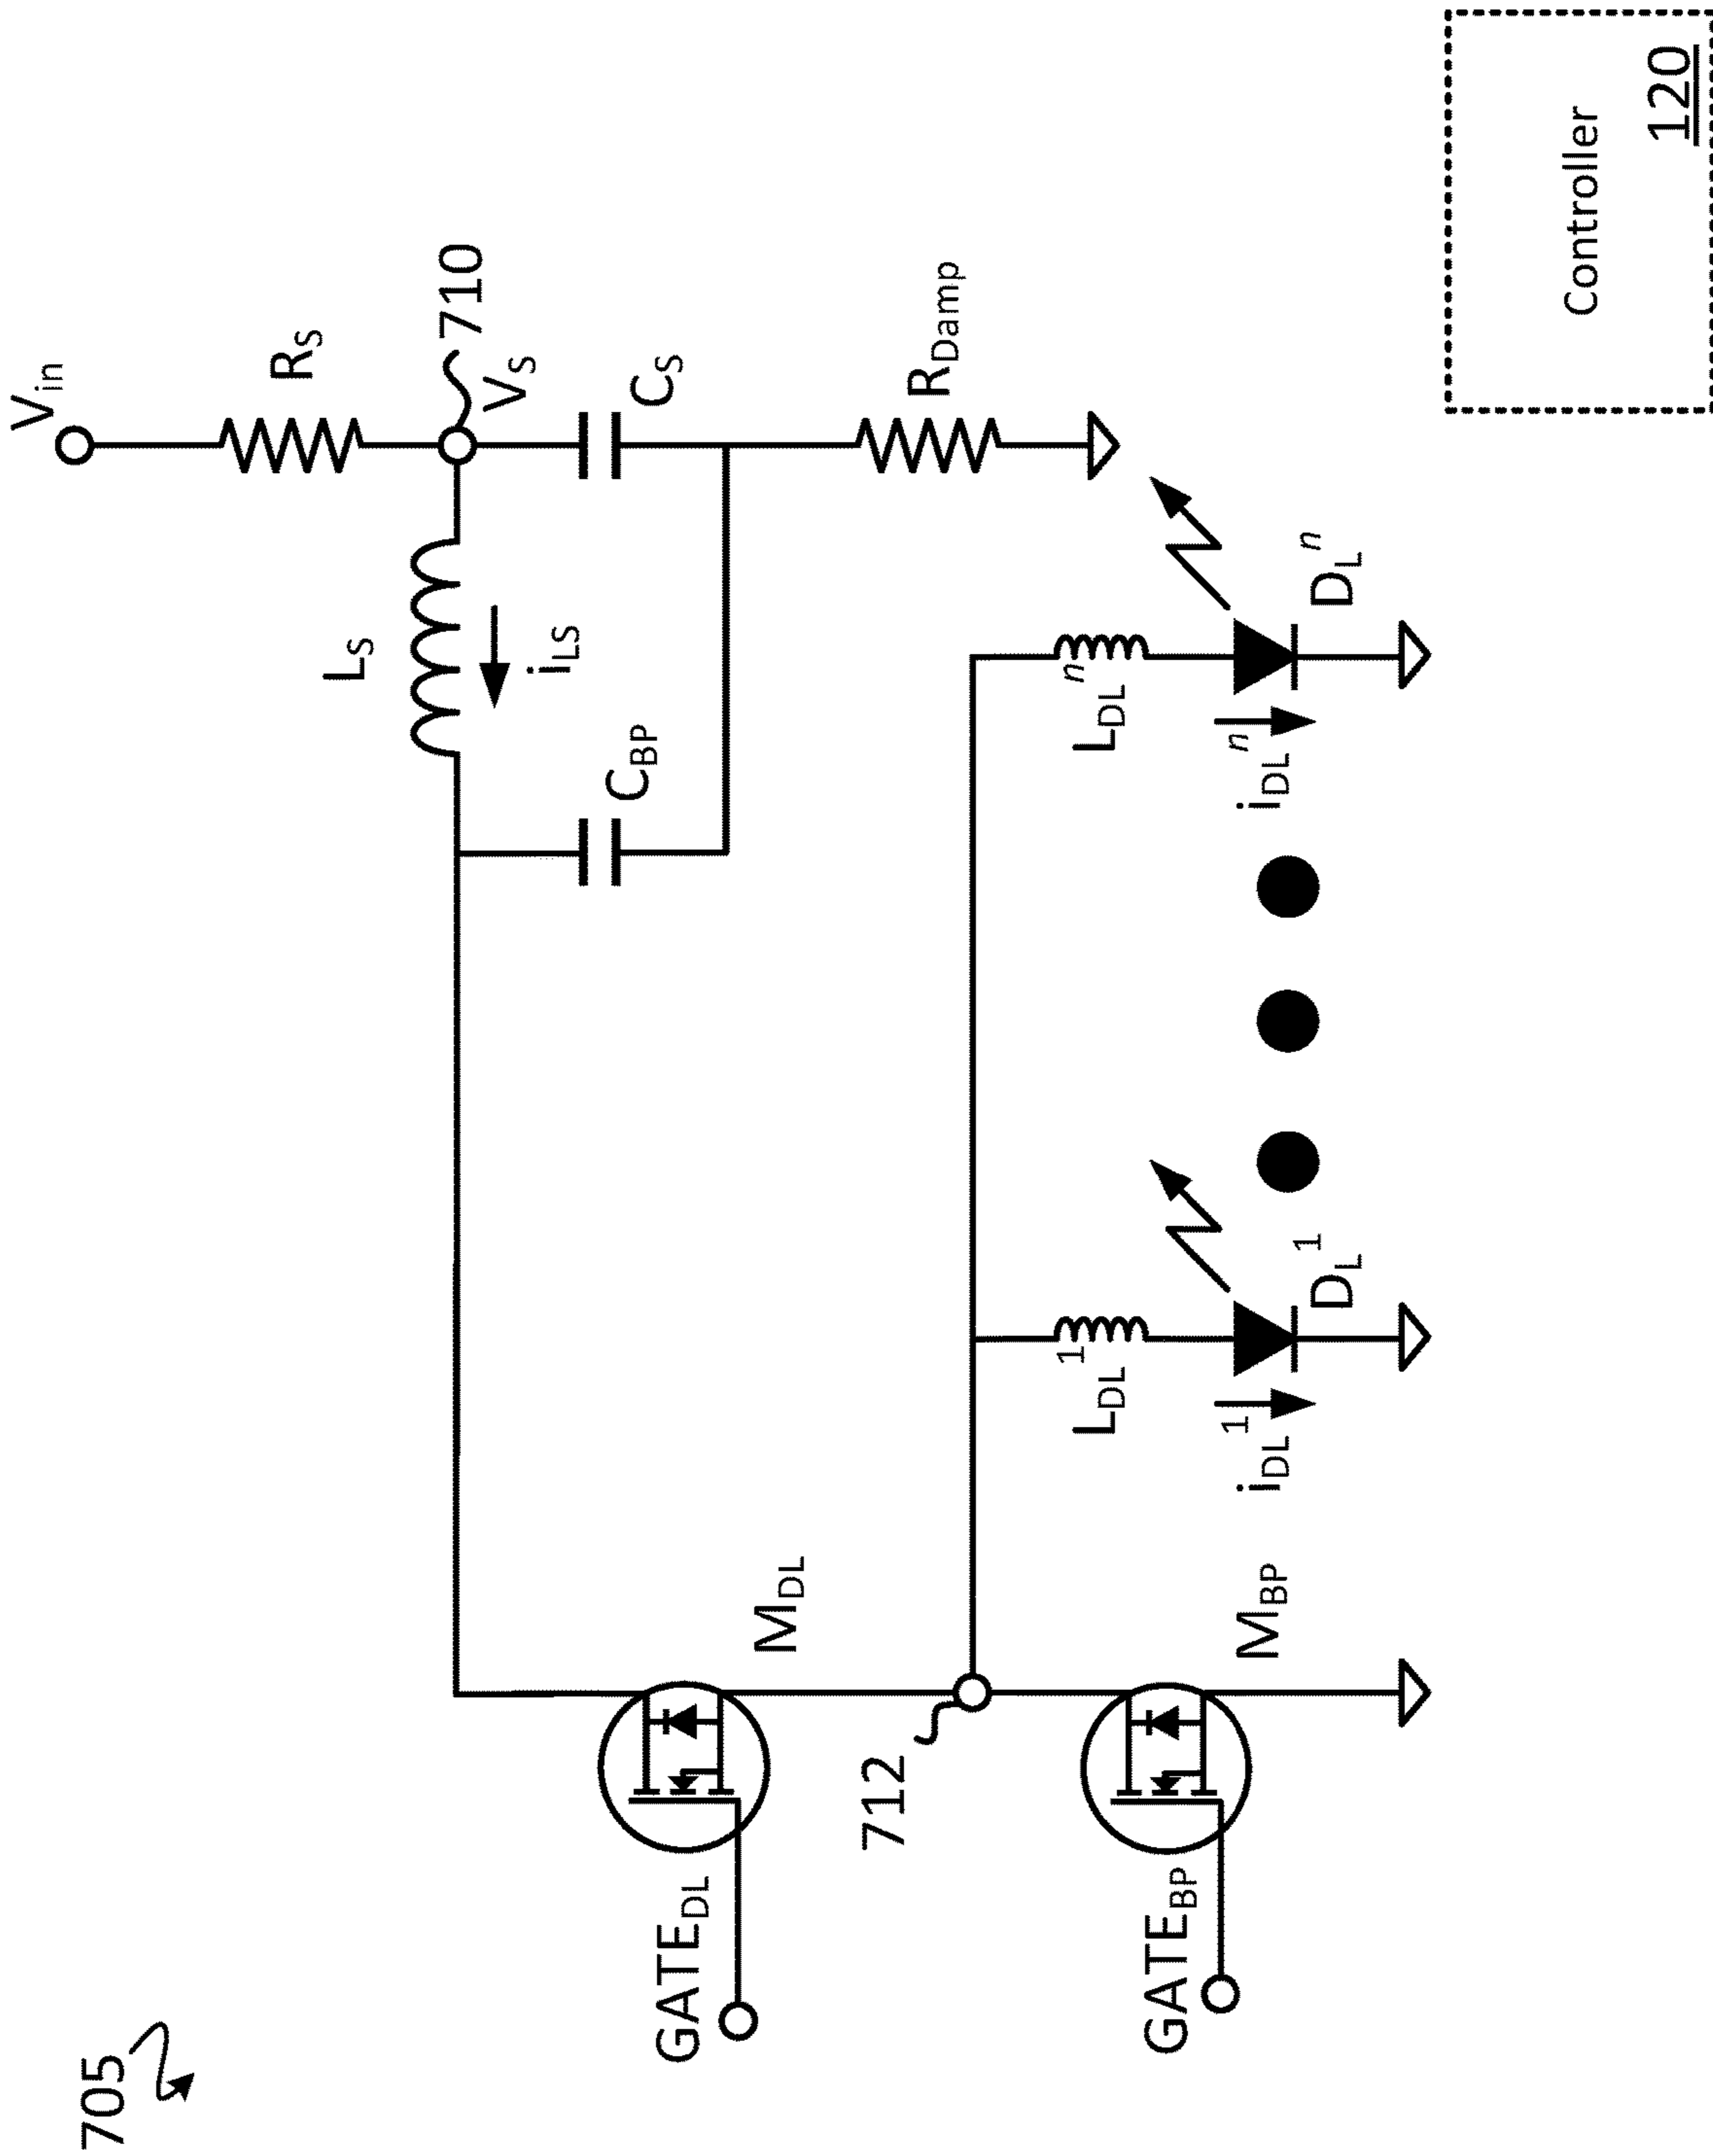 705
V_in
R_S
710
V_S
L_S
i_LS
C_S
C_BP
R_Damp
GATE_DL
M_DL
712
GATE_BP
M_BP
L_DL^1
i_DL^1
D_L^1
L_DL^n
i_DL^n
D_L^n
Controller
120